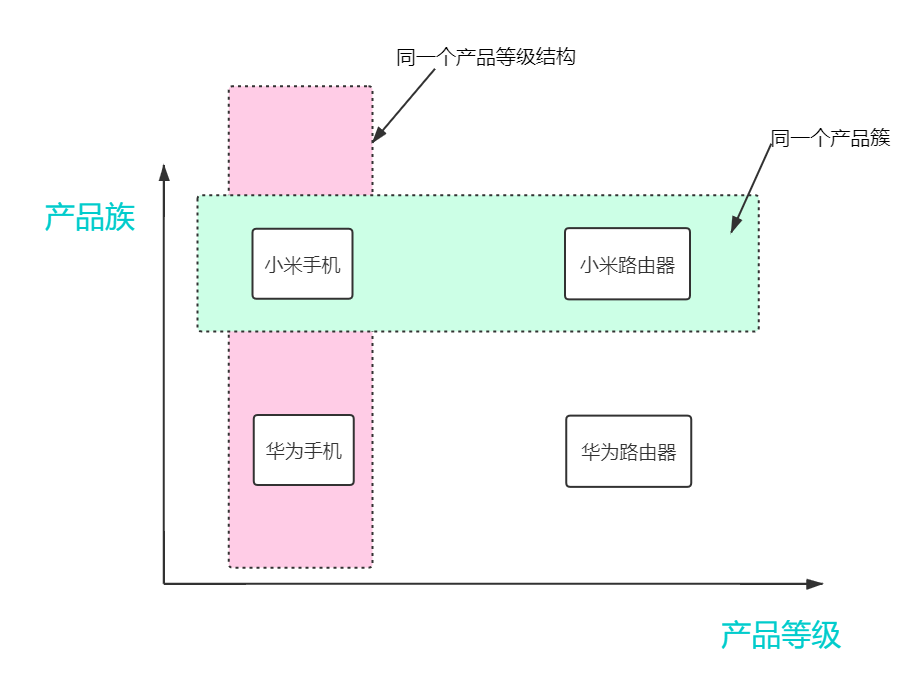 同一个产品等级结构
同一个产品簇
产品族
小米手机
小米路由器
华为手机
华为路由器
产品等级